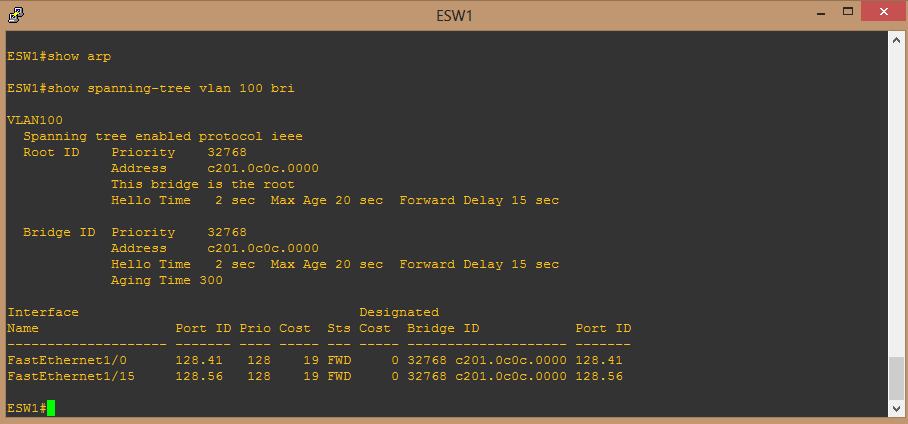 ESW1
ESW1#show arp
ESW1#show spanning-tree vlan 100 bri
VLAN100
  Spanning tree enabled protocol ieee
  Root ID    Priority    32768
             Address     c201.0c0c.0000
             This bridge is the root
             Hello Time   2 sec  Max Age 20 sec  Forward Delay 15 sec
  Bridge ID  Priority    32768
             Address     c201.0c0c.0000
             Hello Time   2 sec  Max Age 20 sec  Forward Delay 15 sec
             Aging Time 300
Interface                                   Designated
Name                 Port ID Prio Cost  Sts Cost  Bridge ID            Port ID
-------------------- ------- ---- ----- --- ----- -------------------- -------
FastEthernet1/0      128.41   128    19 FWD     0 32768 c201.0c0c.0000 128.41
FastEthernet1/15     128.56   128    19 FWD     0 32768 c201.0c0c.0000 128.56
ESW1#